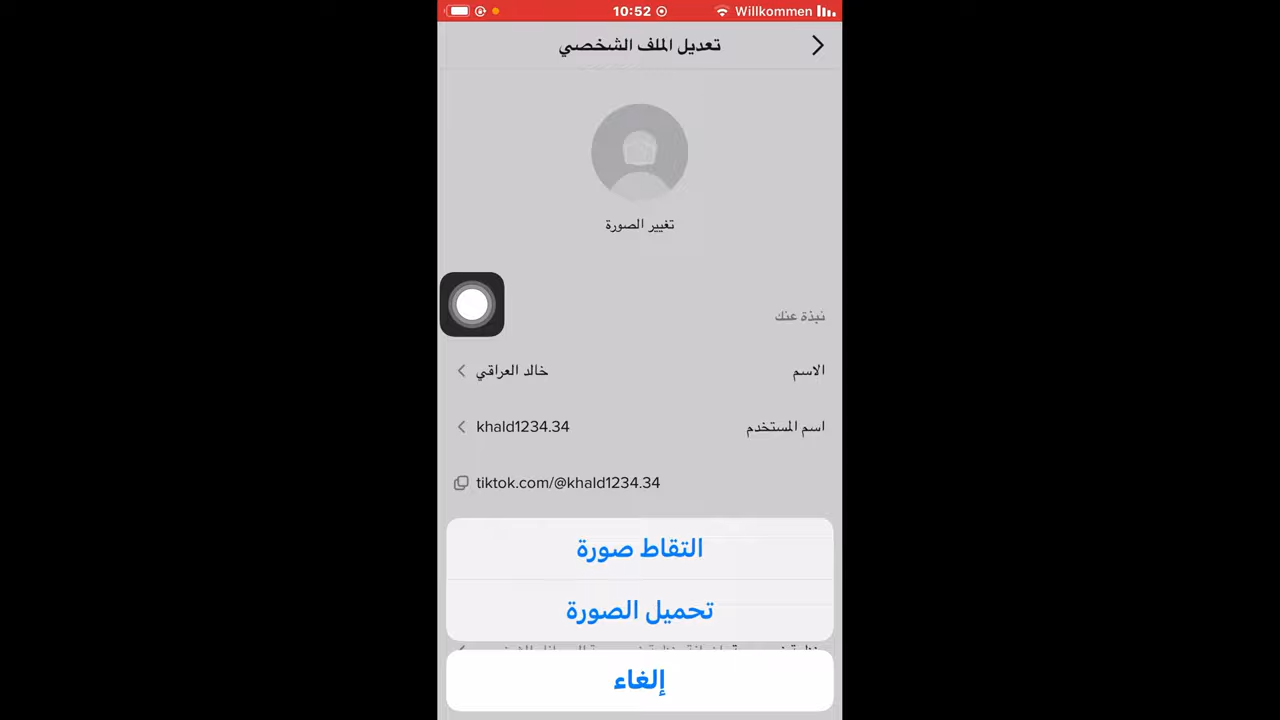 10:52
Willkommen
تعديل الملف الشخصي
تغيير الصورة
نبذة عنك
الاسم
خالد العراقي
اسم المستخدم
khald1234.34
tiktok.com/@khald1234.34
التقاط صورة
تحميل الصورة
إلغاء